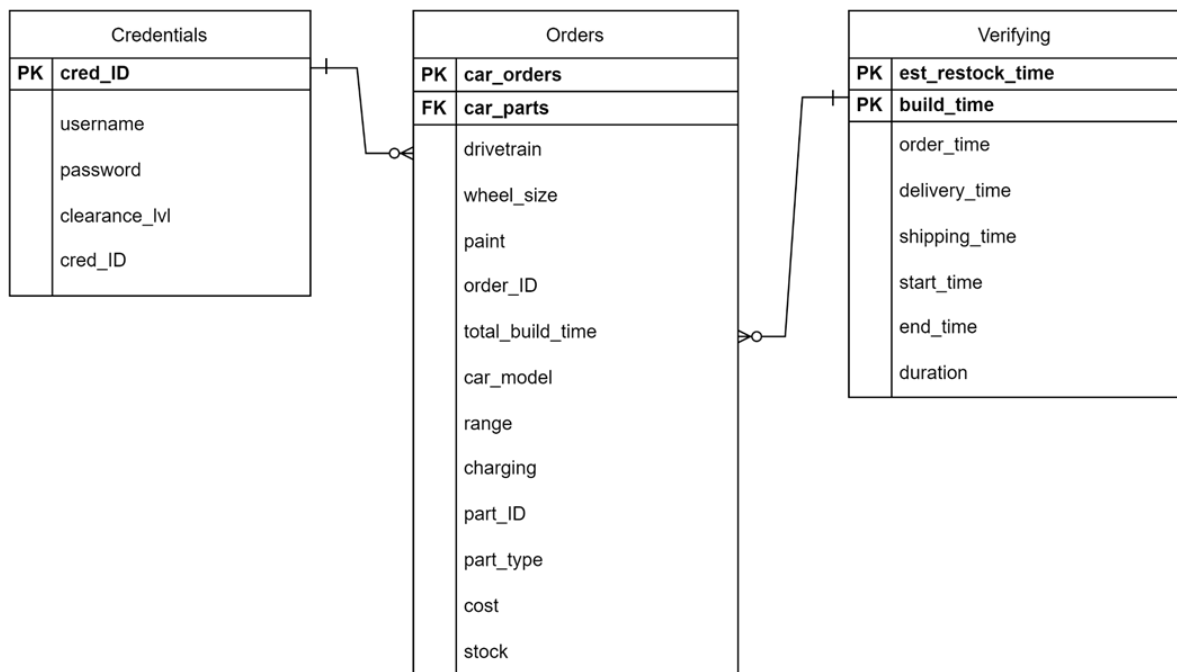 Credentials
PK cred_ID
username
password
clearance_lvl
cred_ID
Orders
PK car_orders
FK car_parts
drivetrain
wheel_size
paint
order_ID
total_build_time
car_model
range
charging
part_ID
part_type
cost
stock
Verifying
PK est_restock_time
PK build_time
order_time
delivery_time
shipping_time
start_time
end_time
duration